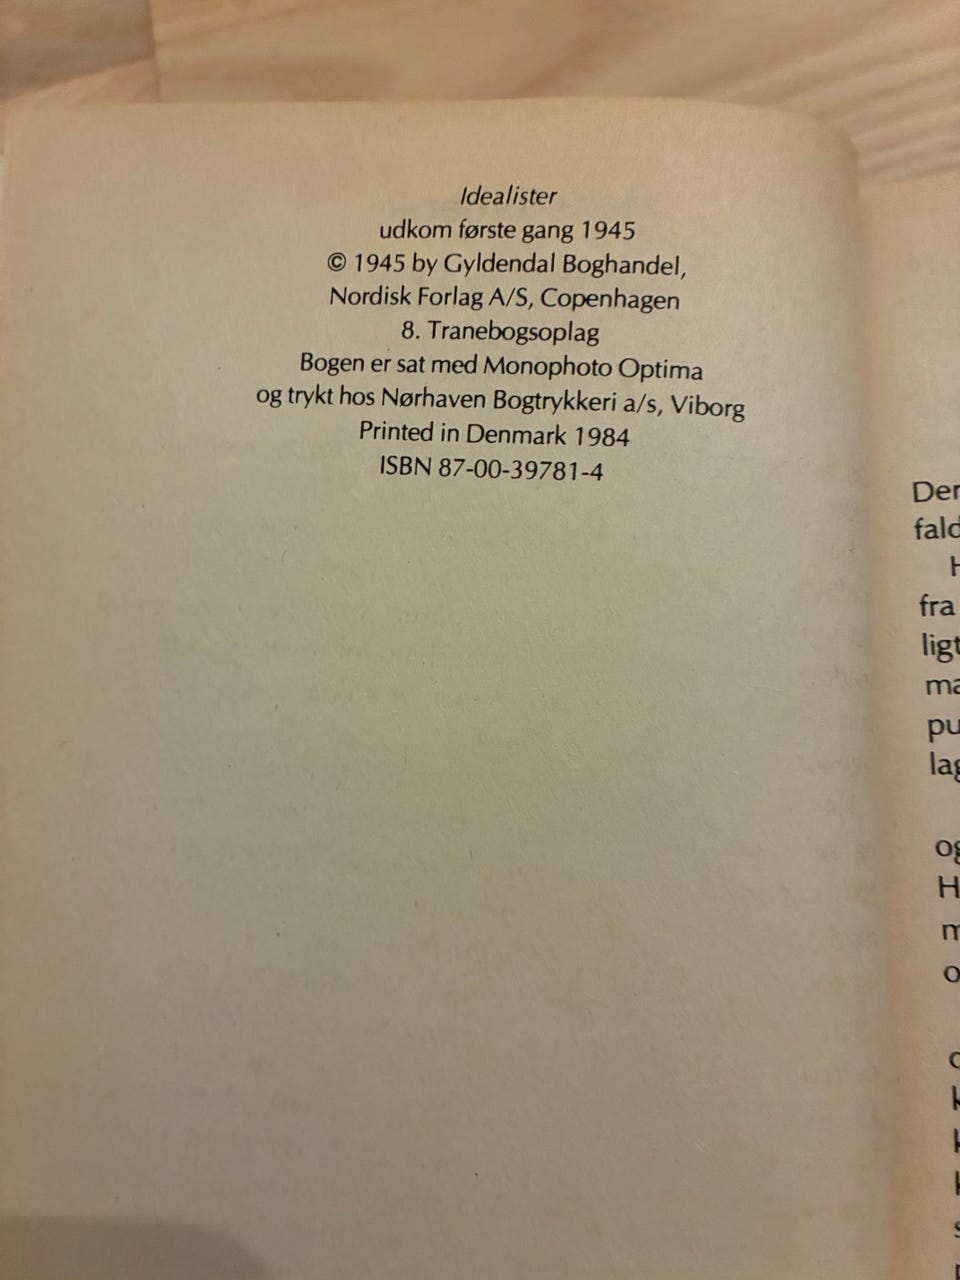 Idealister
udkom første gang 1945
© 1945 by Gyldendal Boghandel,
Nordisk Forlag A/S, Copenhagen
8. Tranebogsoplag
Bogen er sat med Monophoto Optima
og trykt hos Nørhaven Bogtrykkeri a/s, Viborg
Printed in Denmark 1984
ISBN 87-00-39781-4
fra